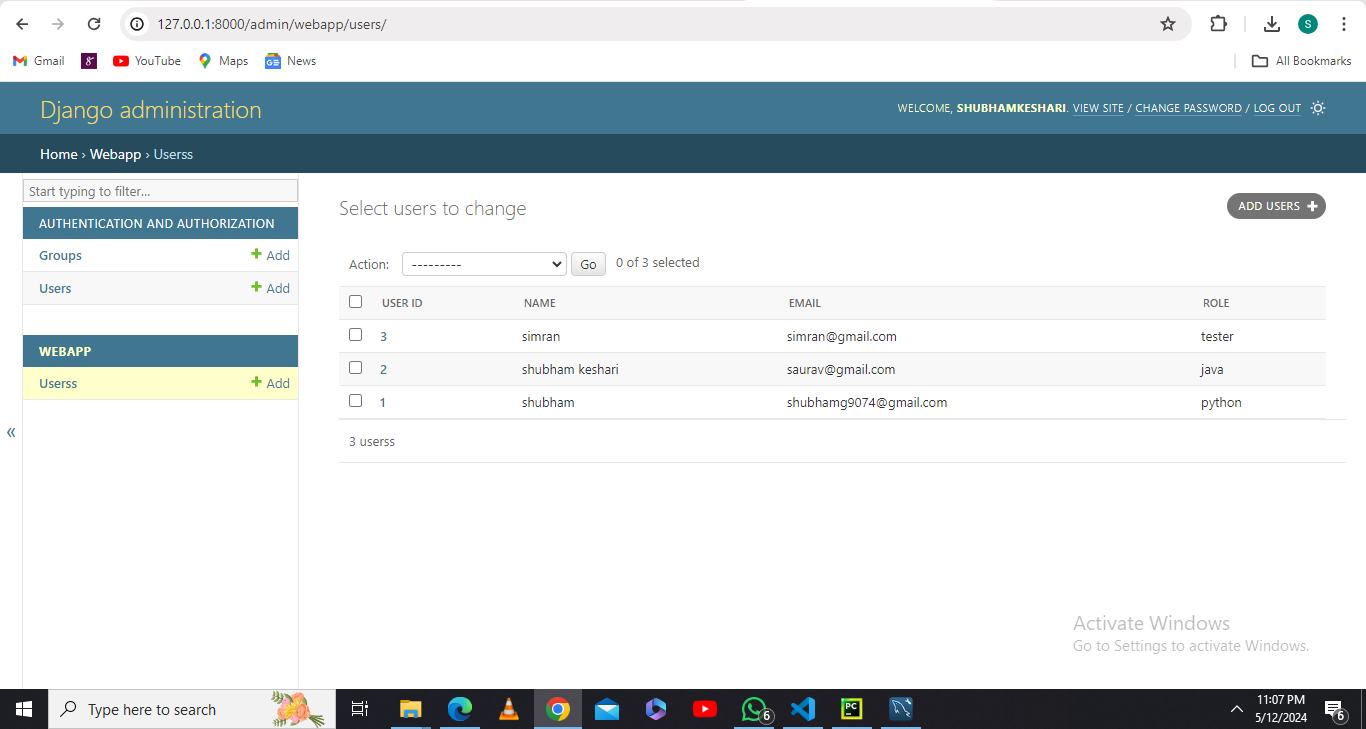 127.0.0.1:8000/admin/webapp/users/
S
Gmail YouTube Maps News All Bookmarks
Django administration
WELCOME, SHUBHAMKESHARI. VIEW SITE / CHANGE PASSWORD / LOG OUT
Home › Webapp › Userss
Start typing to filter...
AUTHENTICATION AND AUTHORIZATION
Groups + Add
Users + Add
WEBAPP
Userss + Add
«
Select users to change
ADD USERS +
Action: --------- Go 0 of 3 selected
USER ID NAME EMAIL ROLE
3 simran simran@gmail.com tester
2 shubham keshari saurav@gmail.com java
1 shubham shubhamg9074@gmail.com python
3 userss
Activate Windows
Go to Settings to activate Windows.
Type here to search
6
PC
11:07 PM
5/12/2024
6